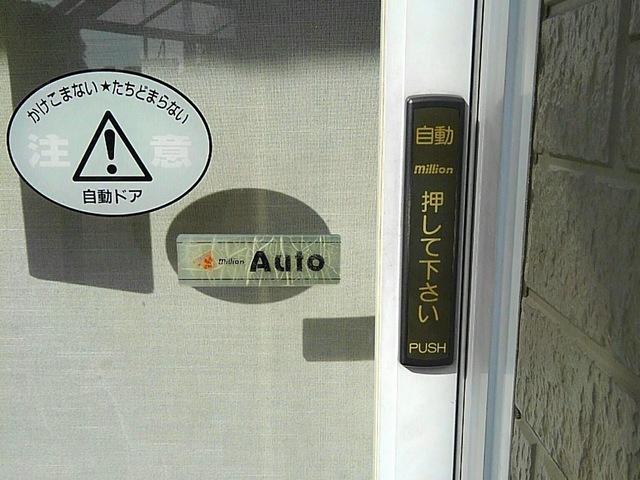 かけこまない★たちどまらない
注 意
自動ドア
million Auto
自動
million
押して下さい
PUSH